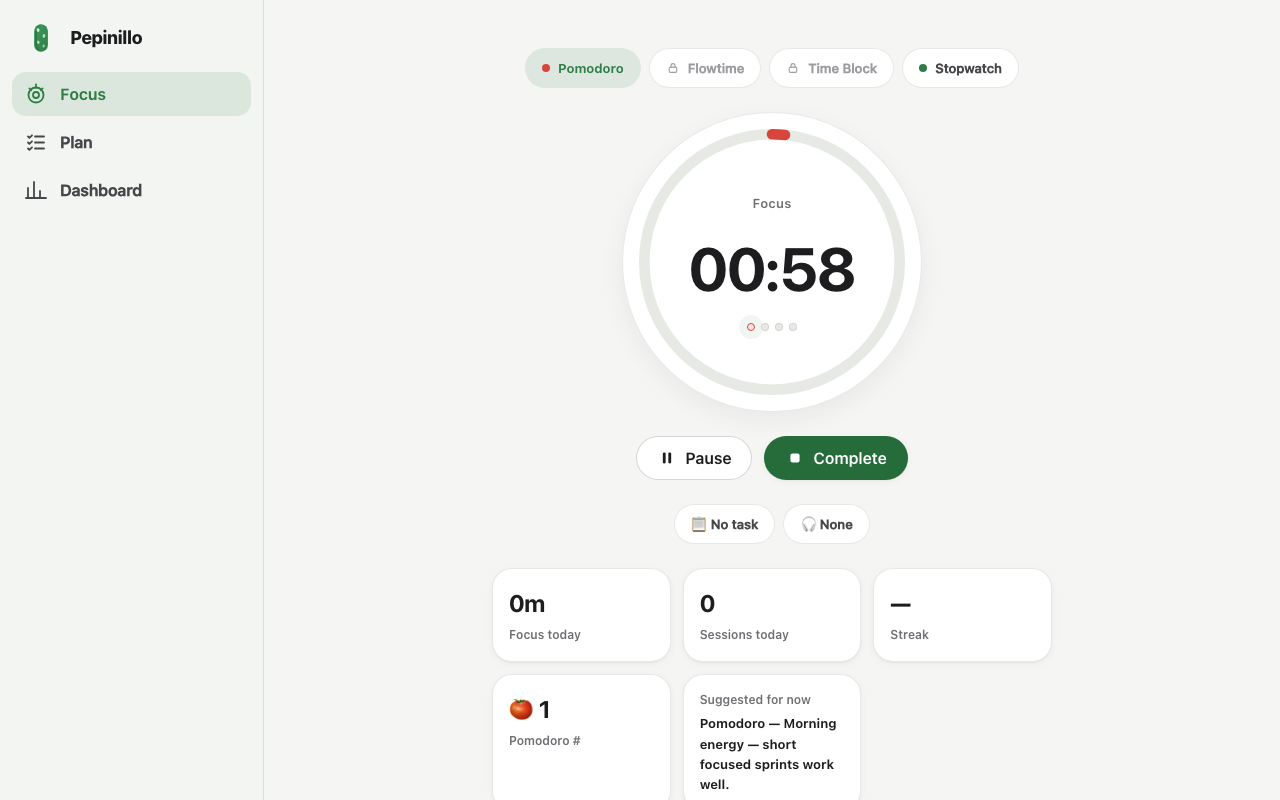 Pepinillo
Focus
Plan
Dashboard
Pomodoro
Flowtime
Time Block
Stopwatch
Focus
00:58
Pause
Complete
No task
None
0m
Focus today
0
Sessions today
—
Streak
1
Pomodoro #
Suggested for now
Pomodoro — Morning
energy — short
focused sprints work
well.